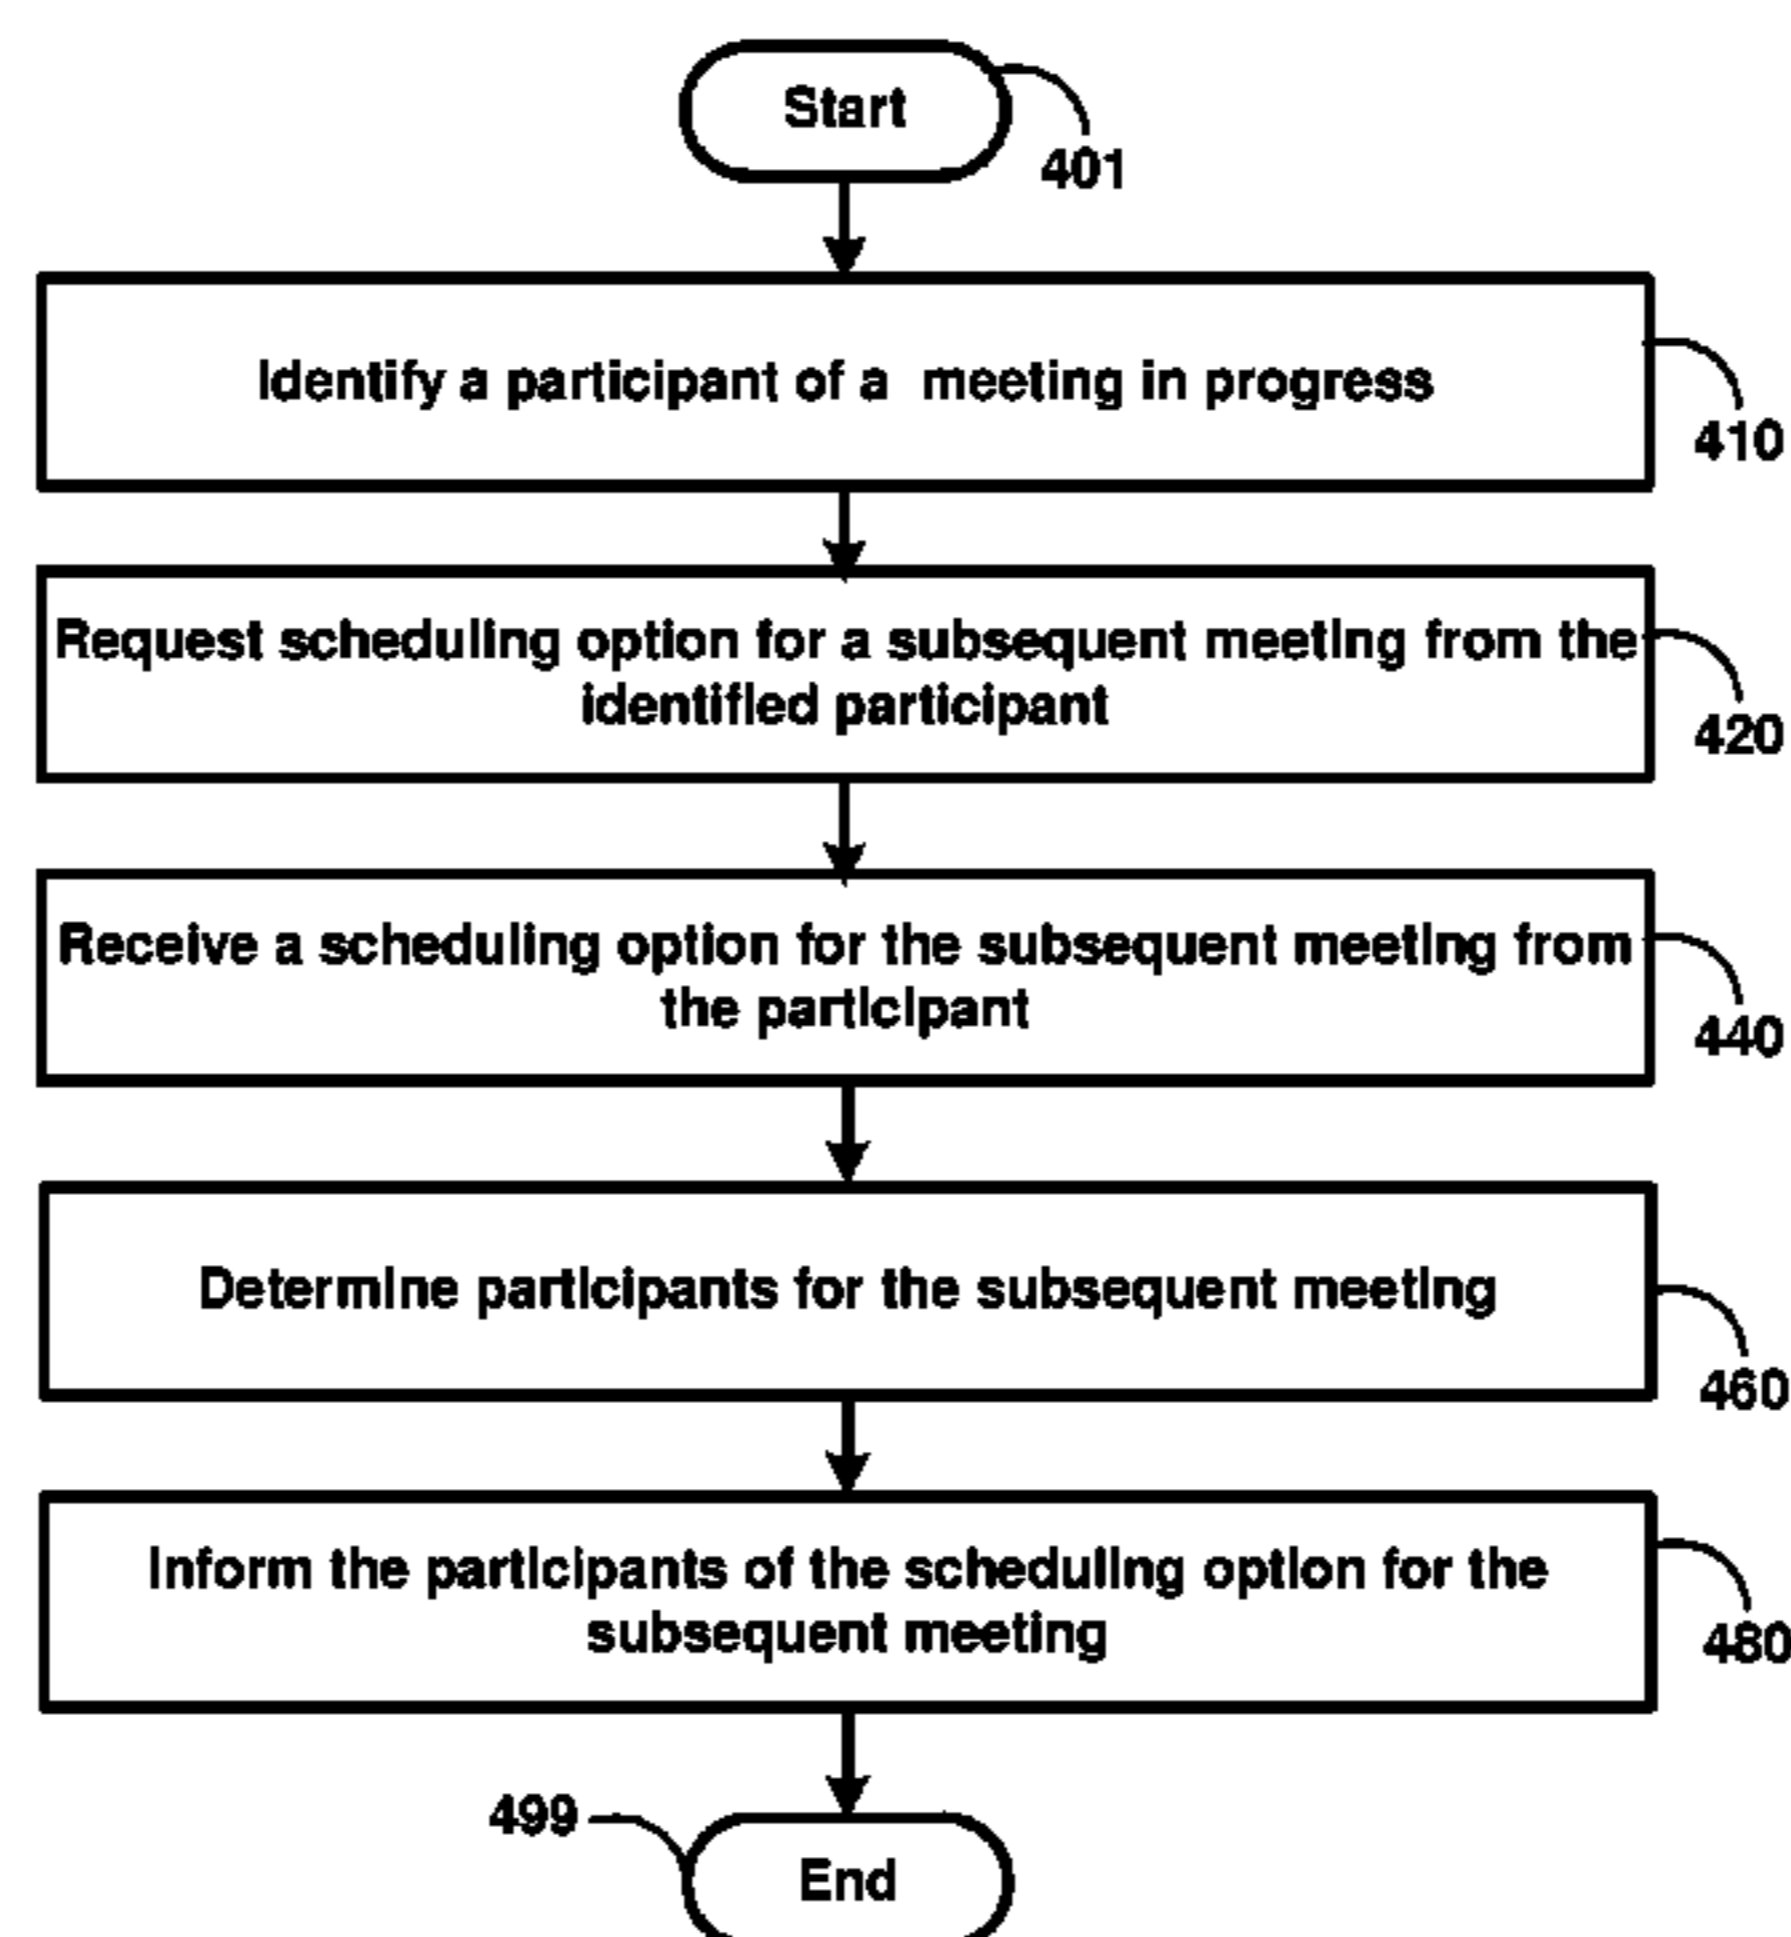 Start
401
Identify a participant of a meeting in progress
410
Request scheduling option for a subsequent meeting from the
identified participant
420
Receive a scheduling option for the subsequent meeting from
the participant
440
Determine participants for the subsequent meeting
460
Inform the participants of the scheduling option for the
subsequent meeting
480
499
End